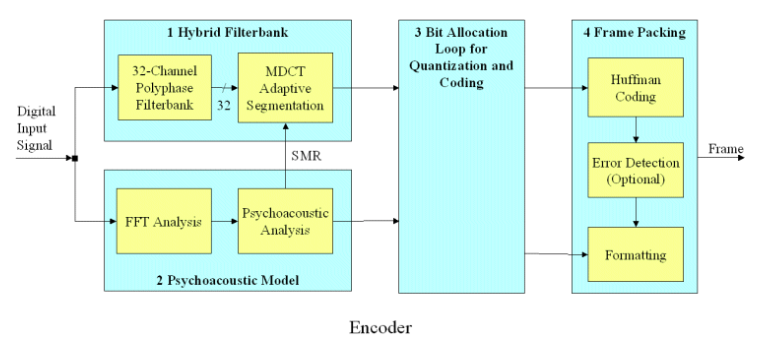 1 Hybrid Filterbank
32-Channel
Polyphase
Filterbank
/
32
MDCT
Adaptive
Segmentation
Digital
Input
Signal
SMR
FFT Analysis
Psychoacoustic
Analysis
2 Psychoacoustic Model
3 Bit Allocation
Loop for
Quantization and
Coding
4 Frame Packing
Huffman
Coding
Error Detection
(Optional)
Formatting
Frame
Encoder